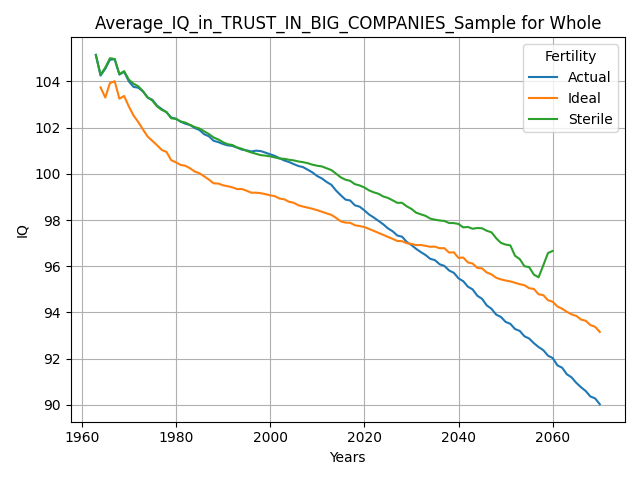 Average_IQ_in_TRUST_IN_BIG_COMPANIES_Sample for Whole
Fertility
Actual
Ideal
Sterile
IQ
104
102
100
98
96
94
92
90
1960
1980
2000
2020
2040
2060
Years